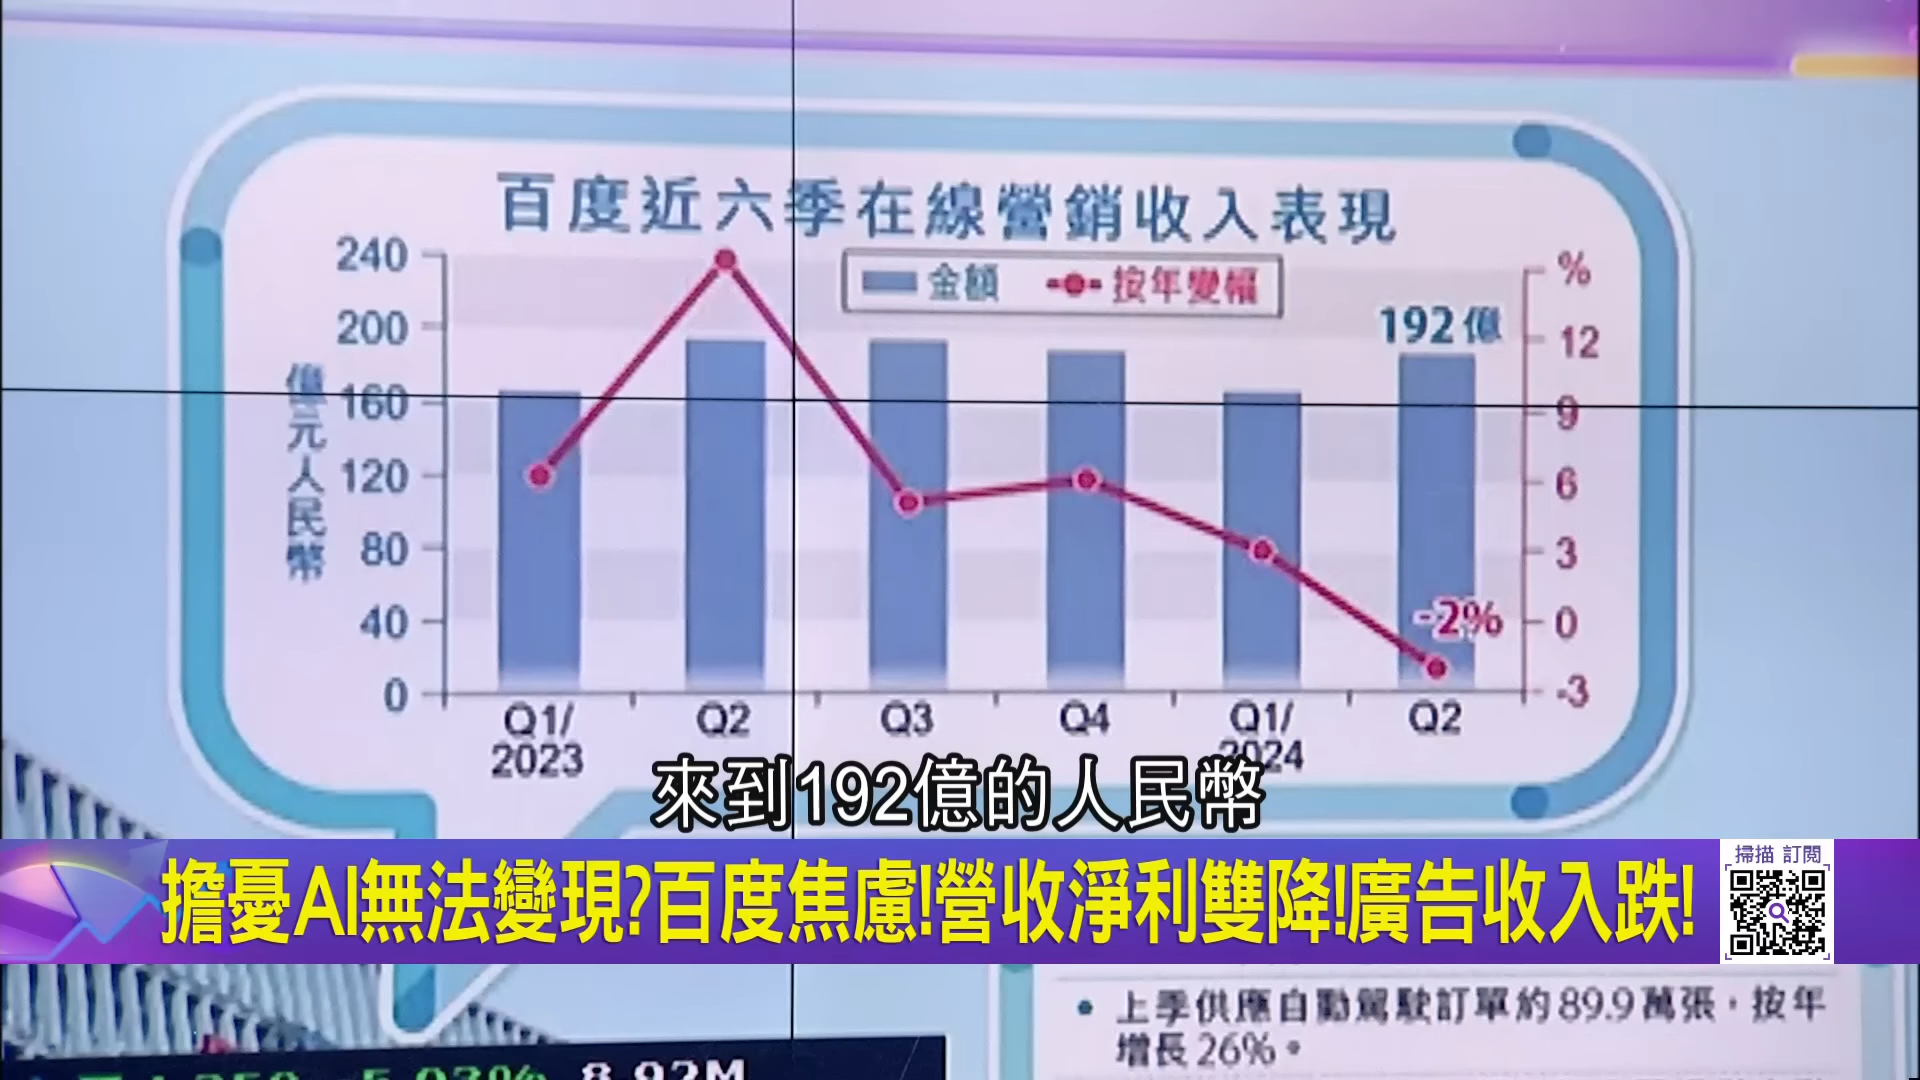 百度近六季在線營銷收入表現
金額 按年變幅
億元人民幣
240
200
160
120
80
40
0
%
12
9
6
3
0
-3
192億
-2%
Q1/ Q2 Q3 Q4 Q1/ Q2
2023 2024
來到192億的人民幣
擔憂AI無法變現?百度焦慮!營收淨利雙降!廣告收入跌!
掃描 訂閱
• 上季供應自動駕駛訂單約89.9萬張，按年
增長26%。
8.92M